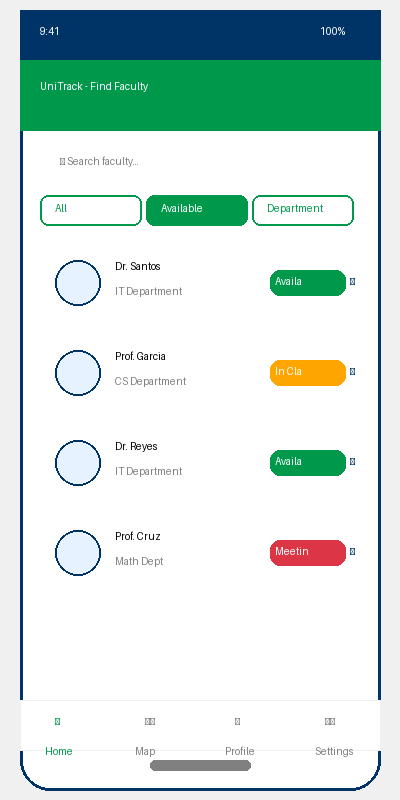 9:41 100%
UniTrack - Find Faculty
Search faculty...
All Available Department
Dr. Santos
IT Department
Availa
Prof. Garcia
CS Department
In Cla
Dr. Reyes
IT Department
Availa
Prof. Cruz
Math Dept
Meetin
Home Map Profile Settings